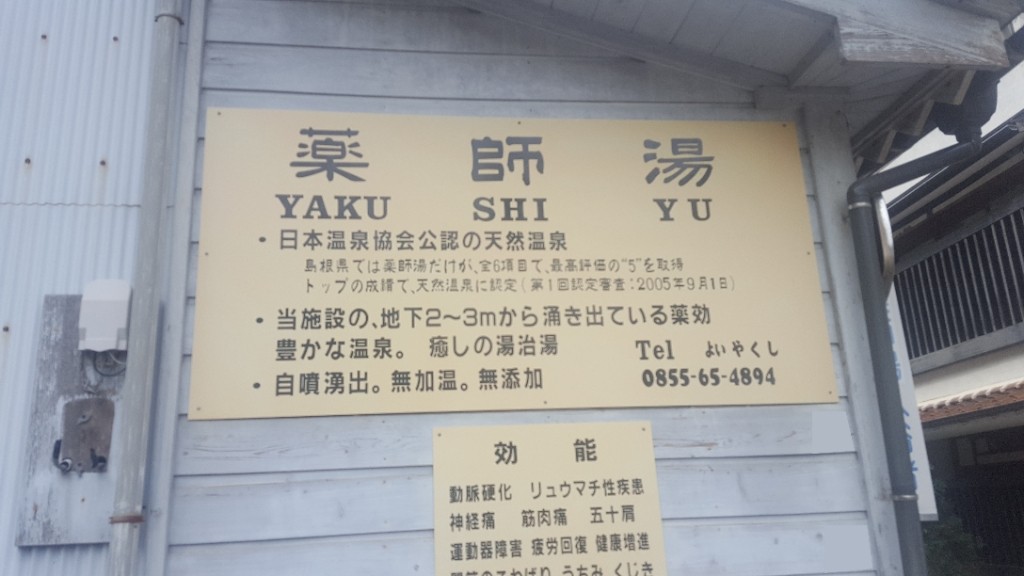 薬師湯
YAKU SHI YU
・日本温泉協会公認の天然温泉
島根県では薬師湯だけが、全6項目で、最高評価の"5"を取得
トップの成績で、天然温泉に認定(第1回認定審査:2005年9月1日)
・当施設の、地下2〜3mから涌き出ている薬効
豊かな温泉。 癒しの湯治湯
・自噴湧出。無加温。無添加
Tel よいやくし
0855-65-4894
効 能
動脈硬化 リュウマチ性疾患
神経痛 筋肉痛 五十肩
運動器障害 疲労回復 健康増進
うちみ くじき